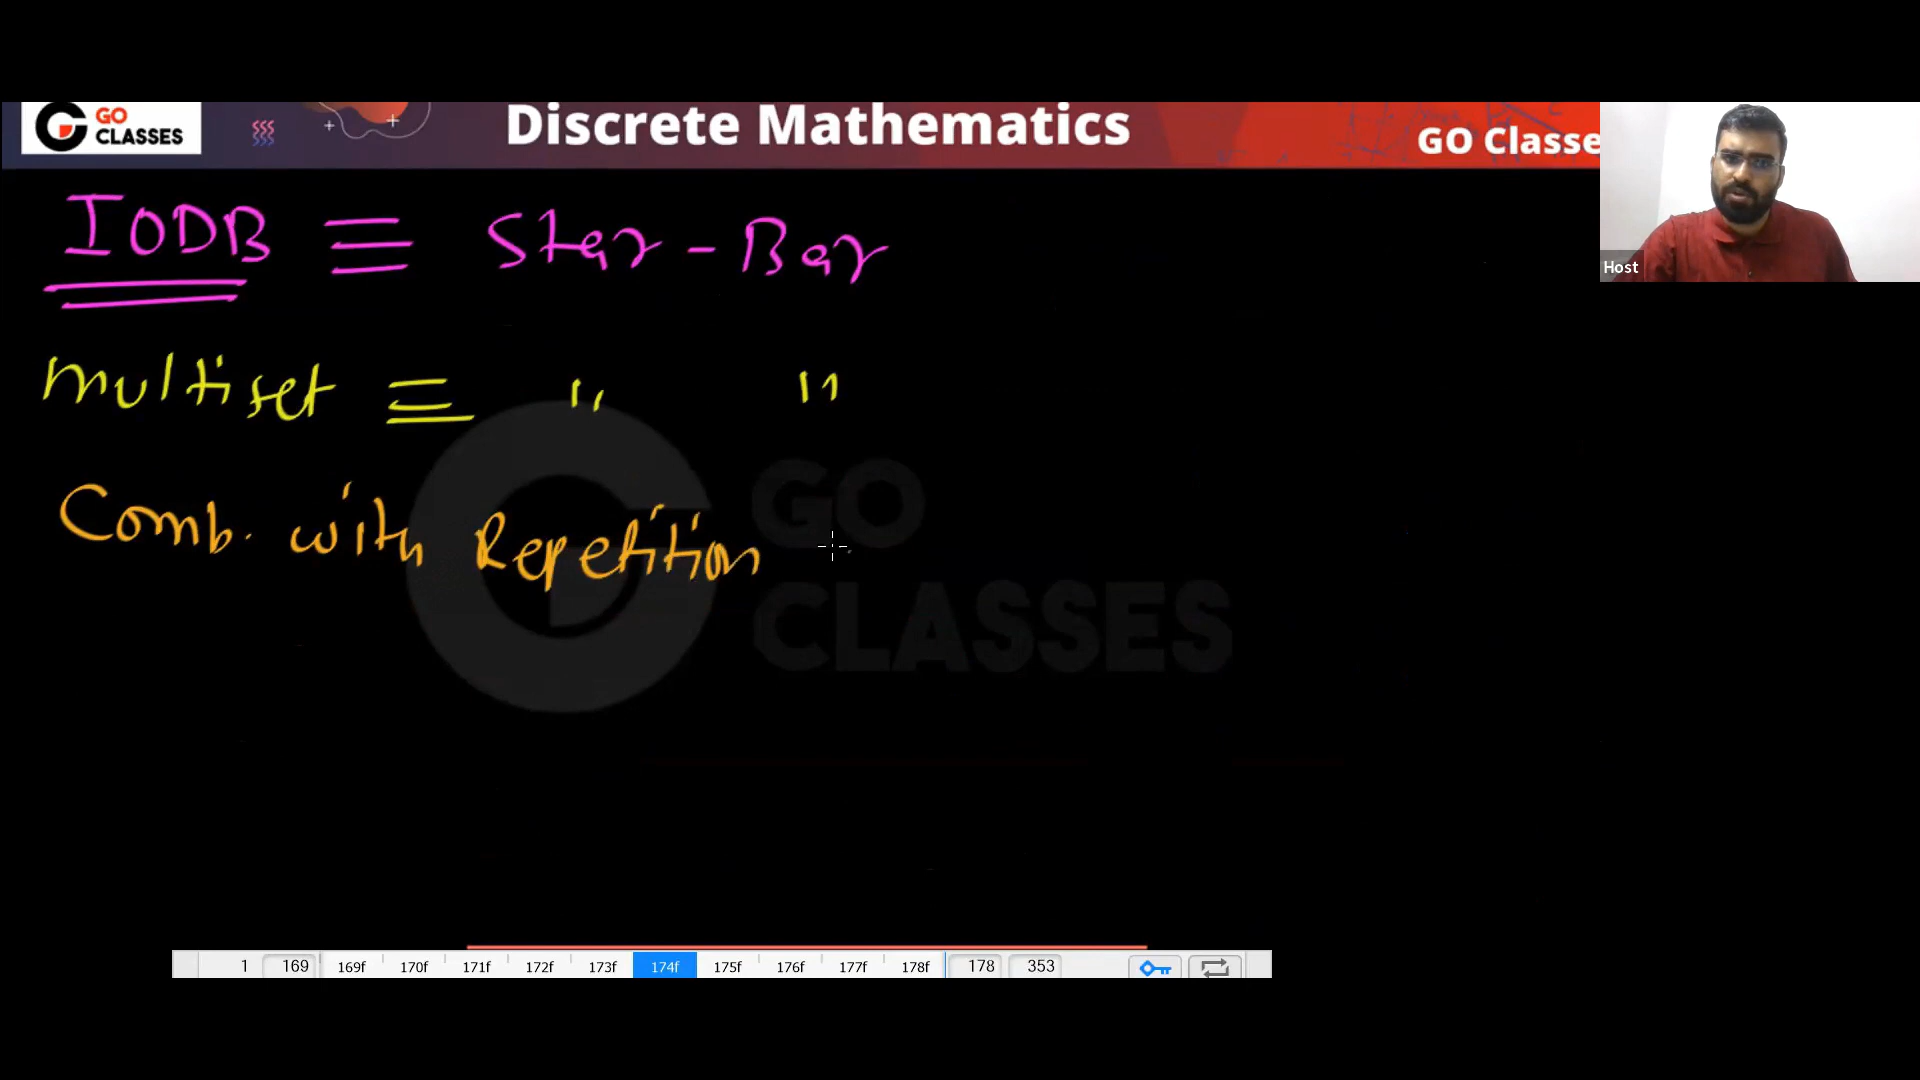 GO
CLASSES
Discrete Mathematics
GO Classe
Host
IODB ≡ Star - Bar
multiset ≡ " "
Comb. with Repetition
GO
CLASSES
1 169 169f 170f 171f 172f 173f 174f 175f 176f 177f 178f 178 353